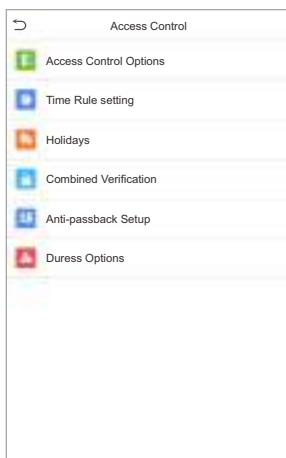 Access Control
Access Control Options
Time Rule setting
Holidays
Combined Verification
Anti-passback Setup
Duress Options